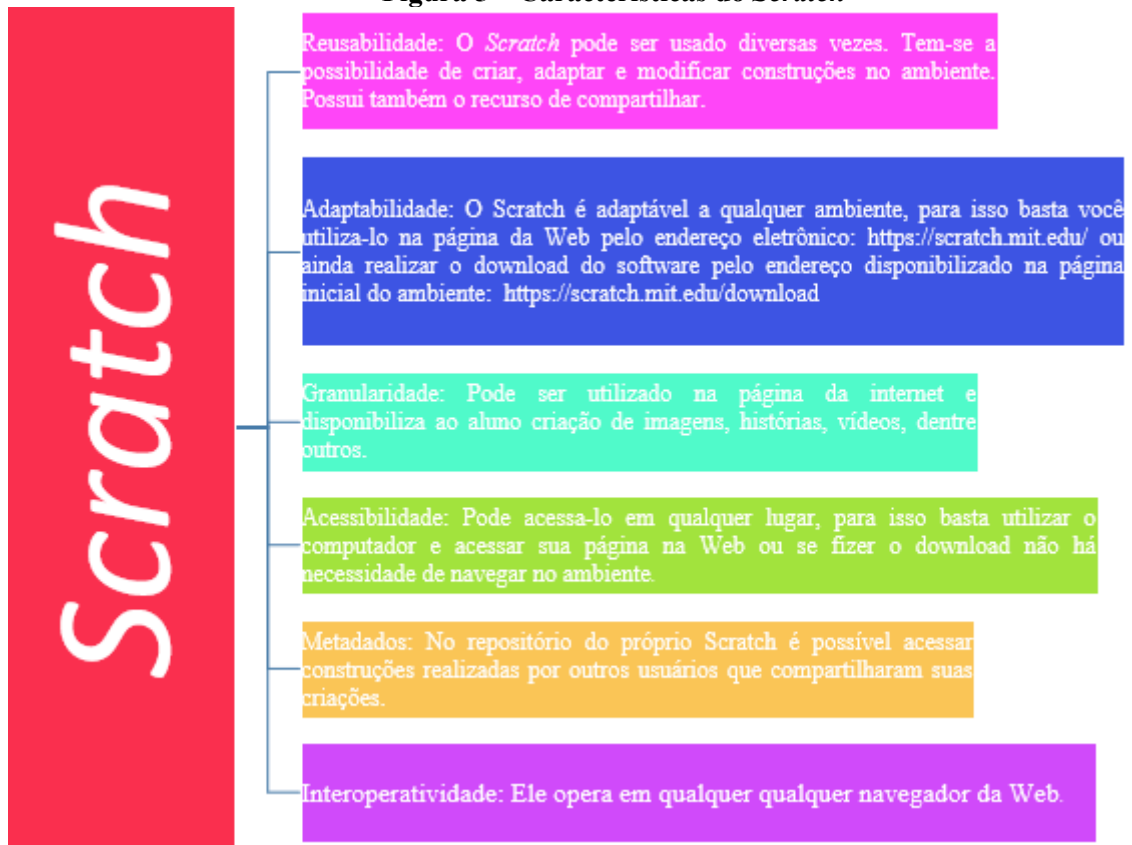 Figura 3 – Características do Scratch
Scratch
Reusabilidade: O Scratch pode ser usado diversas vezes. Tem-se a
possibilidade de criar, adaptar e modificar construções no ambiente.
Possui também o recurso de compartilhar.
Adaptabilidade: O Scratch é adaptável a qualquer ambiente, para isso basta você
utiliza-lo na página da Web pelo endereço eletrônico: https://scratch.mit.edu/ ou
ainda realizar o download do software pelo endereço disponibilizado na página
inicial do ambiente: https://scratch.mit.edu/download
Granularidade: Pode ser utilizado na página da internet e
disponibiliza ao aluno criação de imagens, histórias, vídeos, dentre
outros.
Acessibilidade: Pode acessa-lo em qualquer lugar, para isso basta utilizar o
computador e acessar sua página na Web ou se fizer o download não há
necessidade de navegar no ambiente.
Metadados: No repositório do próprio Scratch é possível acessar
construções realizadas por outros usuários que compartilharam suas
criações.
Interoperatividade: Ele opera em qualquer qualquer navegador da Web.